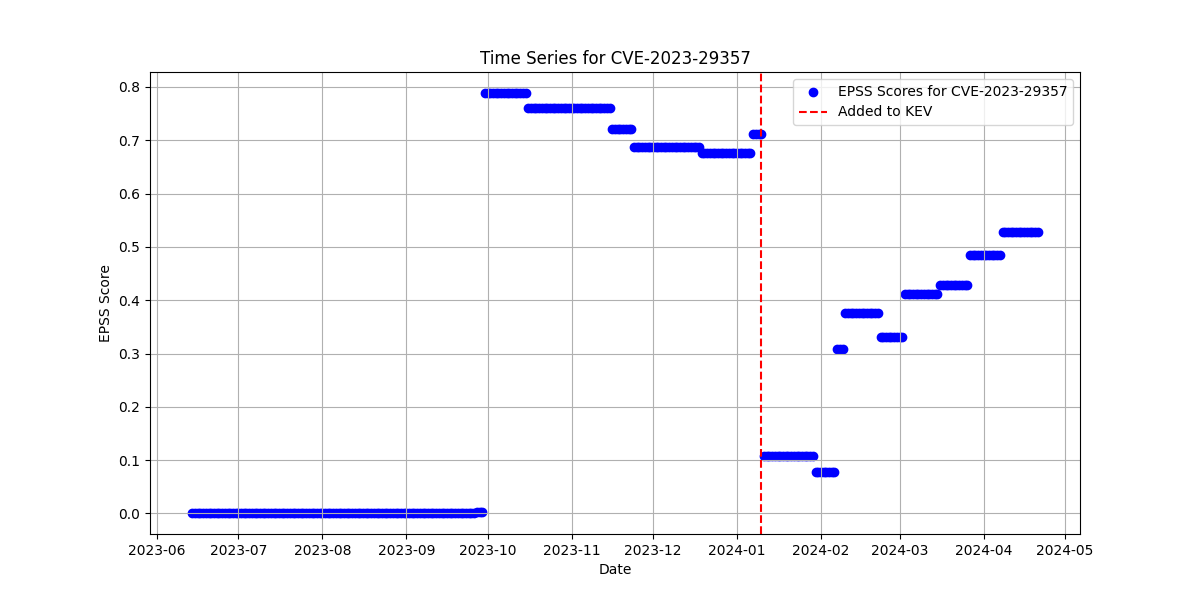 Time Series for CVE-2023-29357
EPSS Scores for CVE-2023-29357
Added to KEV
EPSS Score
0.8
0.7
0.6
0.5
0.4
0.3
0.2
0.1
0.0
2023-06 2023-07 2023-08 2023-09 2023-10 2023-11 2023-12 2024-01 2024-02 2024-03 2024-04 2024-05
Date